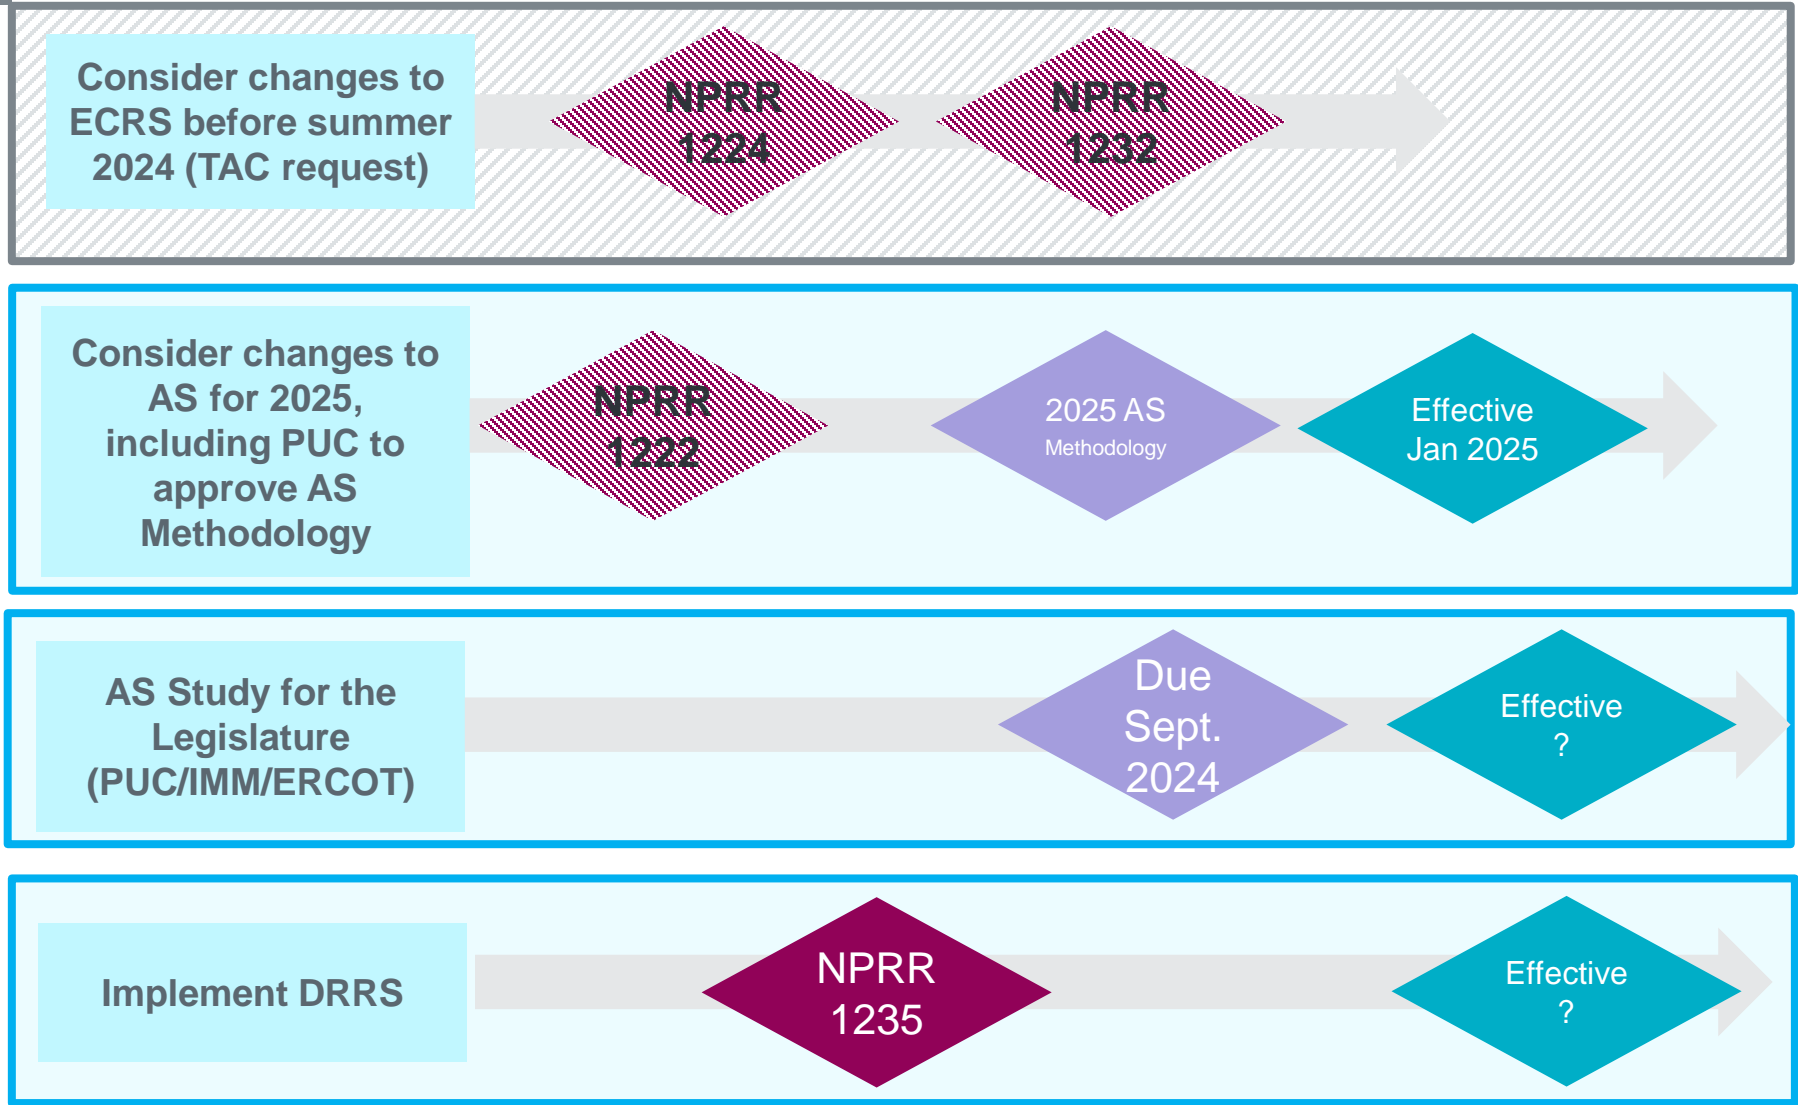 Consider changes to
ECRS before summer
2024 (TAC request)
NPRR
1224
NPRR
1232
Consider changes to
AS for 2025,
including PUC to
approve AS
Methodology
NPRR
1222
2025 AS
Methodology
Effective
Jan 2025
AS Study for the
Legislature
(PUC/IMM/ERCOT)
Due
Sept.
2024
Effective
?
Implement DRRS
NPRR
1235
Effective
?